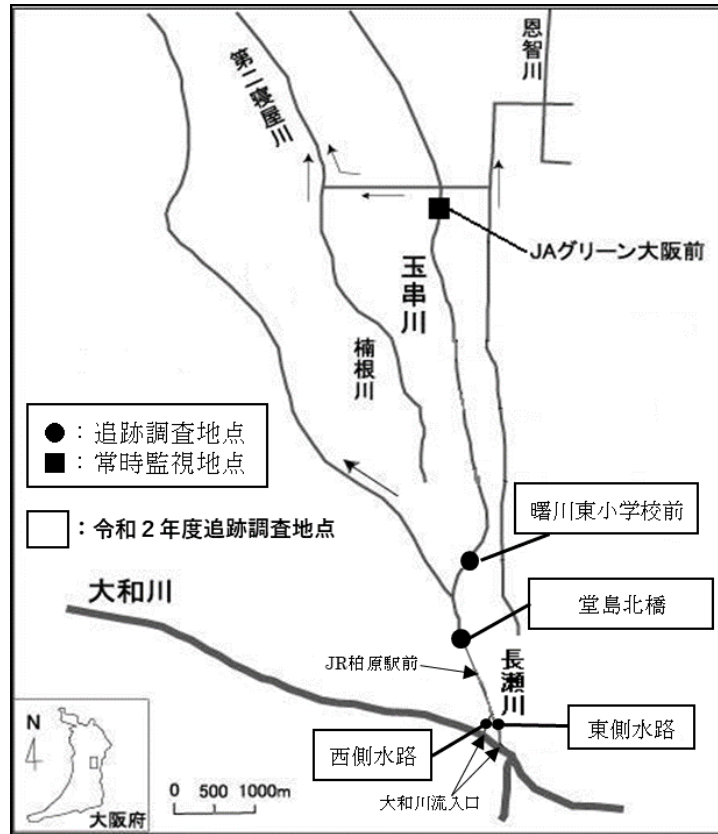 恩智川
第二寝屋川
JAグリーン大阪前
玉串川
楠根川
●：追跡調査地点
■：常時監視地点
：令和２年度追跡調査地点
曙川東小学校前
大和川
堂島北橋
JR柏原駅前
長瀬川
東側水路
西側水路
大和川流入口
N
大阪府
0 500 1000m